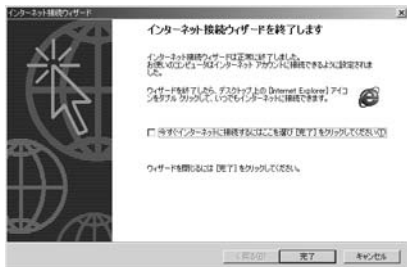 インターネット接続ウィザード
インターネット接続ウィザードを終了します
インターネット接続ウィザードは正常に終了しました。
お使いのコンピュータはインターネット アカウントに接続できるように設定されま
した。
ウィザードを終了したら、デスクトップ上の [Internet Explorer] アイコ
ンをダブル クリックして、いつでもインターネットに接続できます。
今すぐインターネットに接続するにはここを選び [完了] をクリックしてください(I)
ウィザードを閉じるには [完了] をクリックしてください。
< 戻る(B)
完了
キャンセル